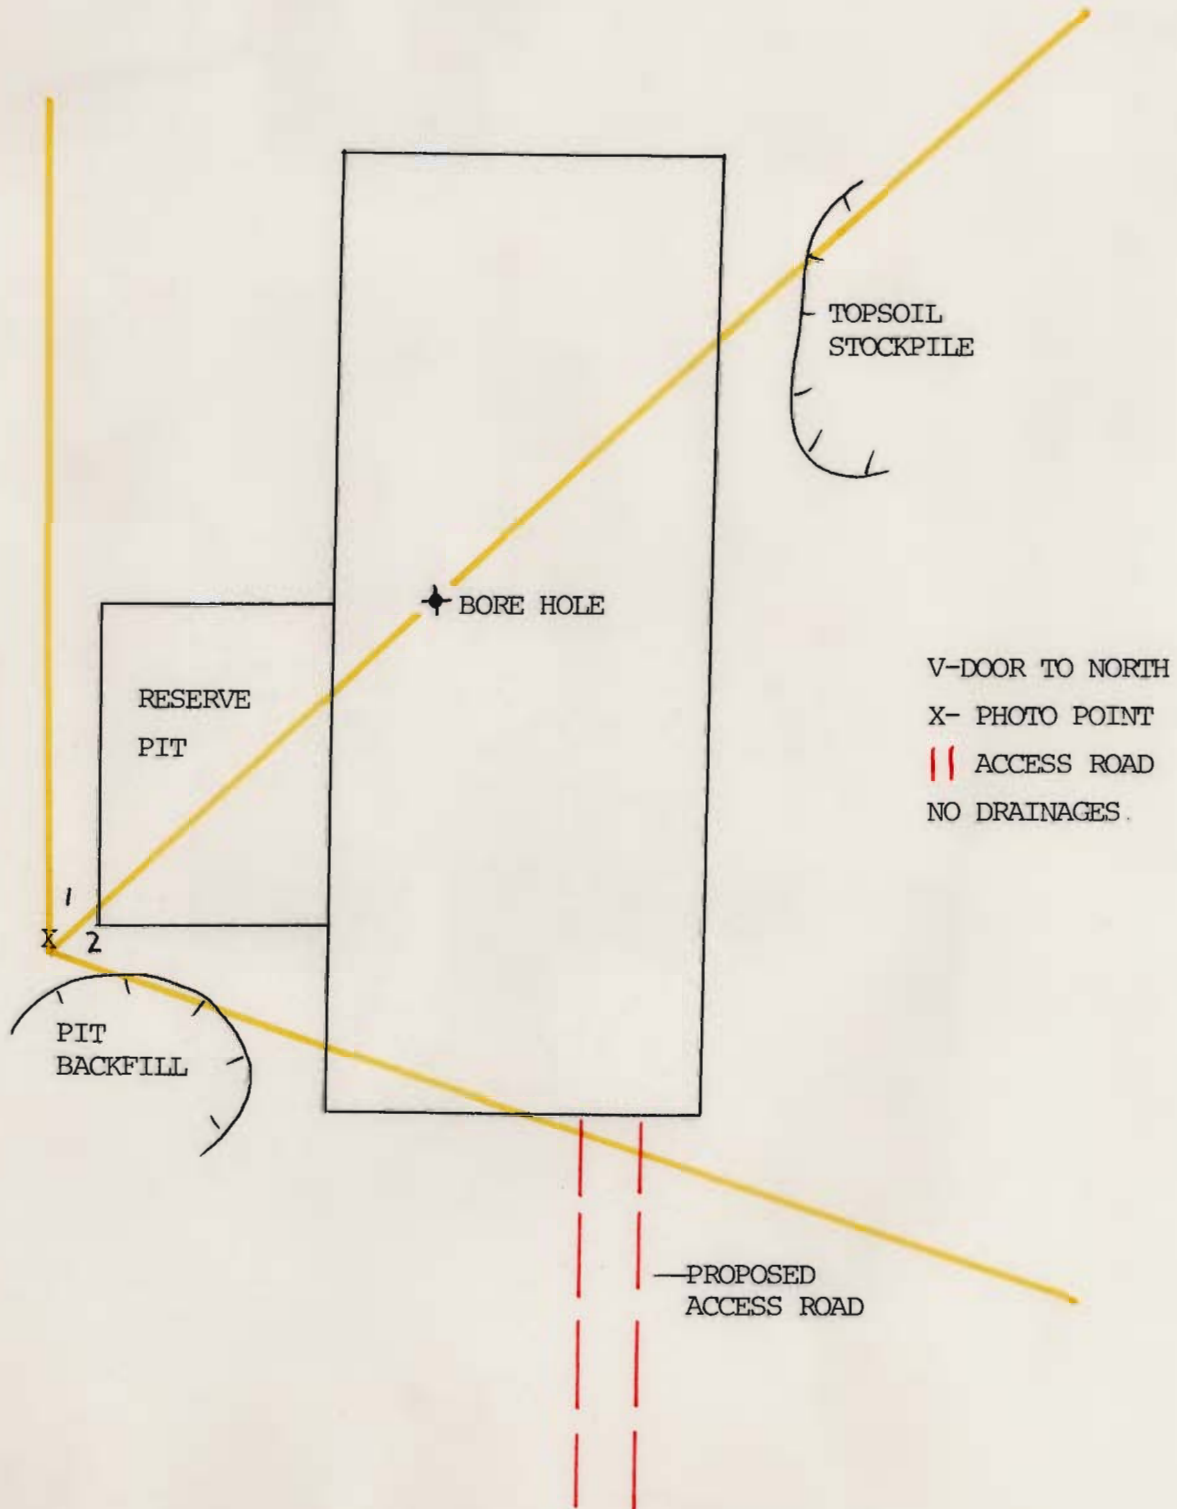 TOPSOIL
STOCKPILE
BORE HOLE
RESERVE
PIT
V-DOOR TO NORTH
X- PHOTO POINT
|| ACCESS ROAD
NO DRAINAGES.
1
X
2
PIT
BACKFILL
PROPOSED
ACCESS ROAD